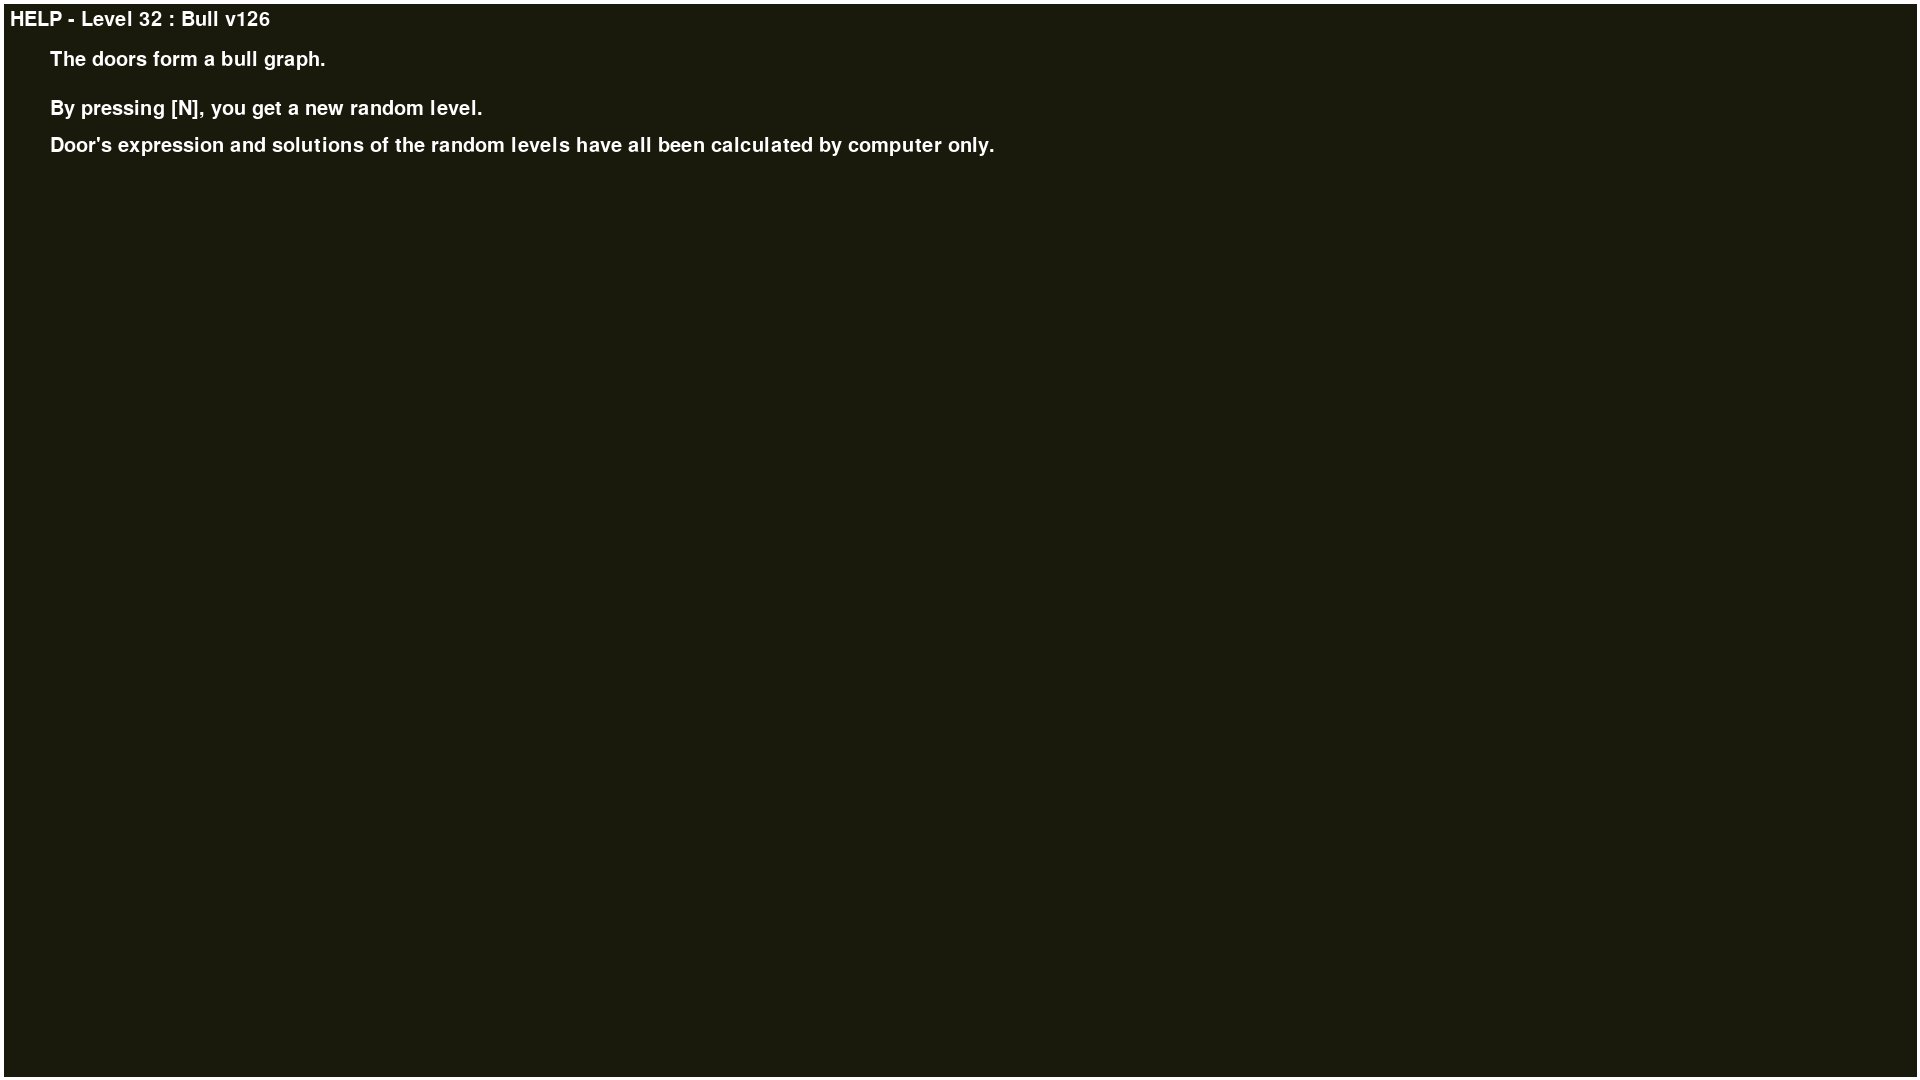 HELP - Level 32 : Bull v126
The doors form a bull graph.
By pressing [N], you get a new random level.
Door's expression and solutions of the random levels have all been calculated by computer only.